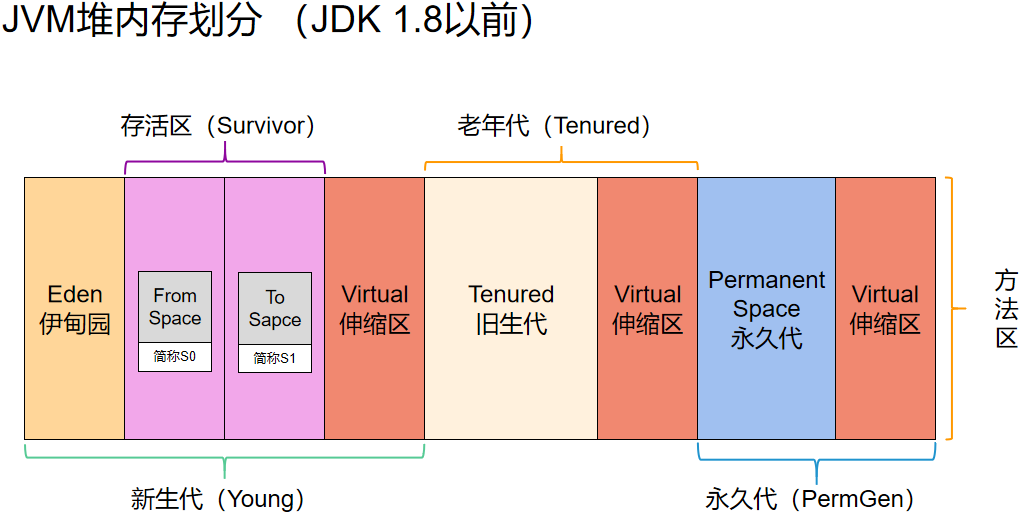 JVM堆内存划分 （JDK 1.8以前）
存活区（Survivor）
老年代（Tenured）
Eden
伊甸园
From
Space
简称S0
To
Sapce
简称S1
Virtual
伸缩区
Tenured
旧生代
Virtual
伸缩区
Permanent
Space
永久代
Virtual
伸缩区
方
法
区
新生代（Young）
永久代（PermGen）